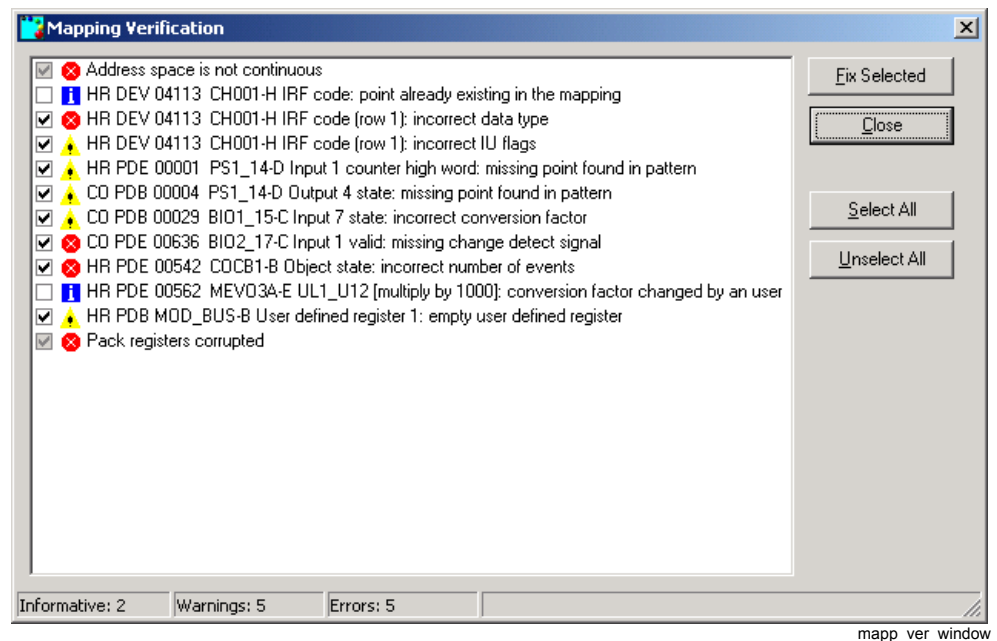 Mapping Verification
Address space is not continuous
HR DEV 04113 CH001-H IRF code: point already existing in the mapping
HR DEV 04113 CH001-H IRF code (row 1): incorrect data type
HR DEV 04113 CH001-H IRF code (row 1): incorrect IU flags
HR PDE 00001 PS1_14-D Input 1 counter high word: missing point found in pattern
CO PDB 00004 PS1_14-D Output 4 state: missing point found in pattern
CO PDB 00029 BIO1_15-C Input 7 state: incorrect conversion factor
CO PDE 00636 BIO2_17-C Input 1 valid: missing change detect signal
HR PDE 00542 COCB1-B Object state: incorrect number of events
HR PDE 00562 MEVO3A-E UL1_U12 [multiply by 1000]: conversion factor changed by an user
HR PDB MOD_BUS-B User defined register 1: empty user defined register
Pack registers corrupted
Fix Selected
Close
Select All
Unselect All
Informative: 2
Warnings: 5
Errors: 5
mapp_ver_window